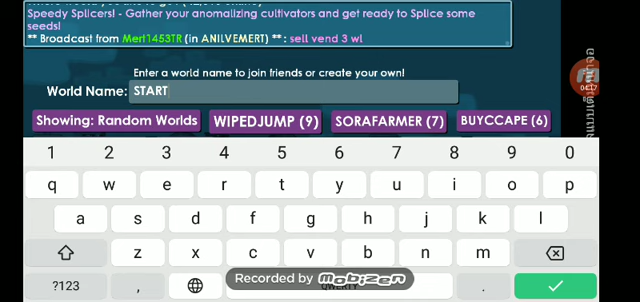 Speedy Splicers! - Gather your anomalizing cultivators and get ready to Splice some
seeds!
** Broadcast from Mert1453TR (in ANILVEMERT) ** : sell vend 3 wl
Enter a world name to join friends or create your own!
World Name: START
Showing: Random Worlds WIPEDJUMP (9) SORAFARMER (7) BUYCCAPE (6)
1 2 3 4 5 6 7 8 9 0
q w e r t y u i o p
a s d f g h j k l
z x c v b n m
?123 , QWERTY .
Recorded by mobizen